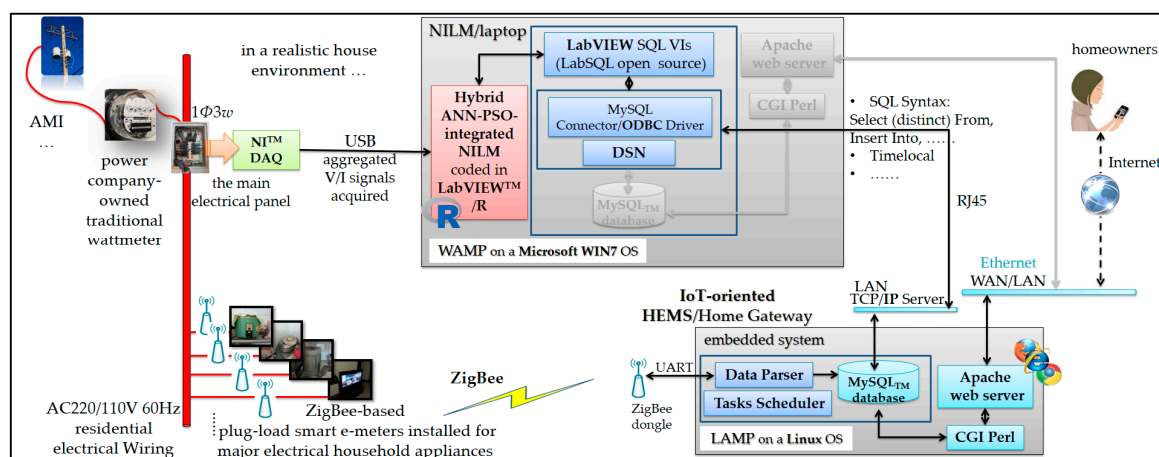 in a realistic house
environment …
AMI
…
power
company-
owned
traditional
wattmeter
1Φ3w
NI™
DAQ
the main
electrical panel
USB
aggregated
V/I signals
acquired
NILM/laptop
Hybrid
ANN-PSO-
integrated
NILM
coded in
LabVIEW™
/R
R
LabVIEW SQL VIs
(LabSQL open source)
MySQL
Connector/ODBC Driver
DSN
MySQLTM
database
Apache
web server
CGI Perl
WAMP on a Microsoft WIN7 OS
• SQL Syntax:
Select (distinct) From,
Insert Into, ……
• Timelocal
• ……
RJ45
homeowners
Internet
Ethernet
WAN/LAN
LAN
TCP/IP Server
IoT-oriented
HEMS/Home Gateway
embedded system
UART
Data Parser
Tasks Scheduler
MySQLTM
database
Apache
web server
CGI Perl
LAMP on a Linux OS
ZigBee
dongle
ZigBee
AC220/110V 60Hz
residential
electrical Wiring
ZigBee-based
plug-load smart e-meters installed for
major electrical household appliances